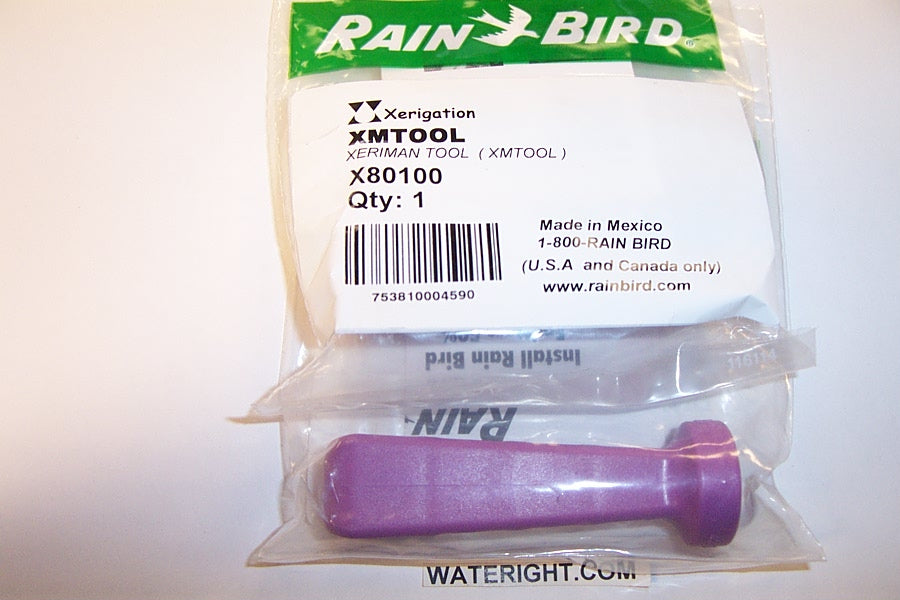 RAIN BIRD®
Xerigation
XMTOOL
XERIMAN TOOL ( XMTOOL )
X80100
Qty: 1
753810004590
Made in Mexico
1-800-RAIN BIRD
(U.S.A and Canada only)
www.rainbird.com
Install Rain Bird
RAIN
WATERIGHT.COM